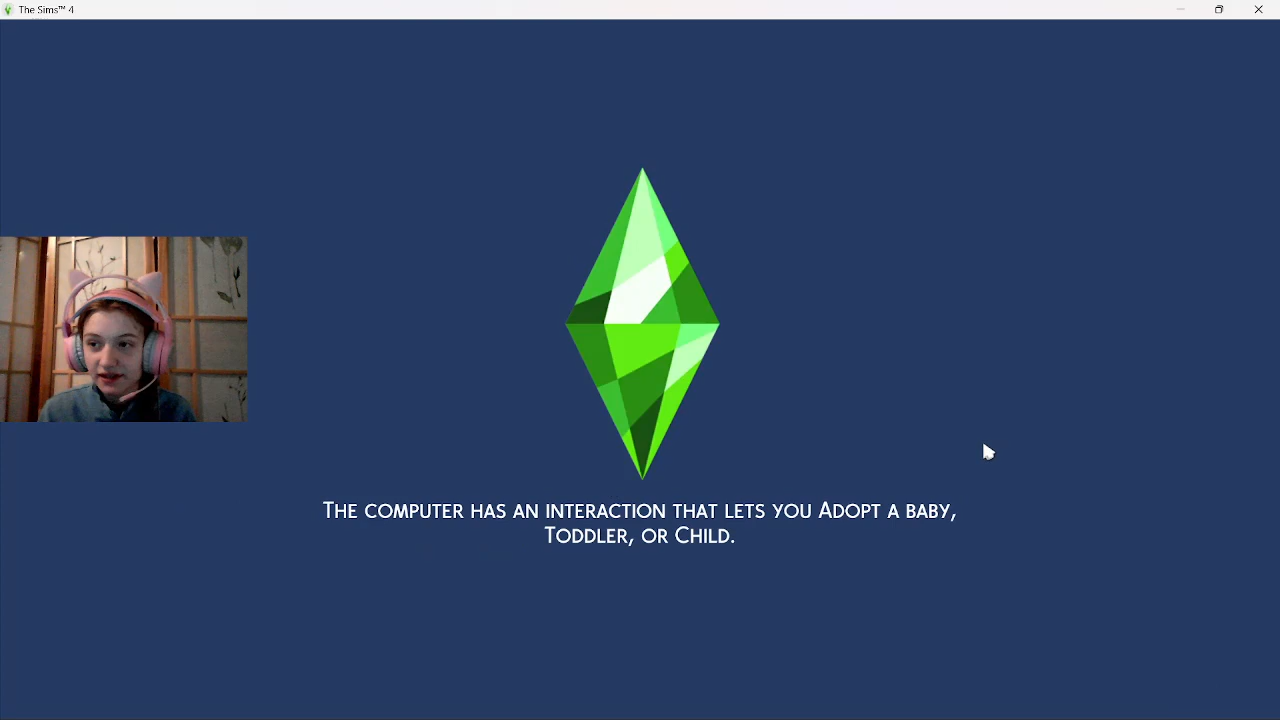 The Sims™ 4
The computer has an interaction that lets you Adopt a baby,
Toddler, or Child.